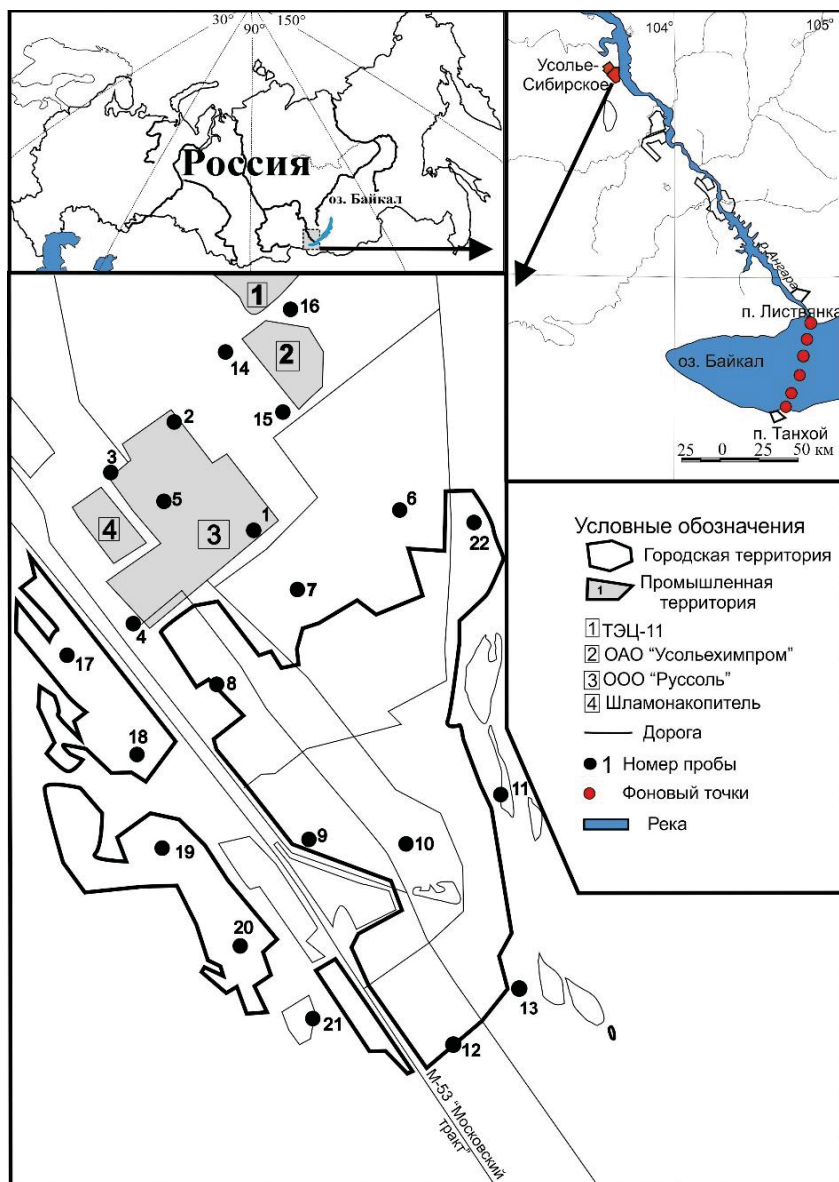 30°
90°
150°
Россия
оз. Байкал
104°
105°
Усолье-
Сибирское
р.Ангара
п. Листвянка
оз. Байкал
п. Танхой
25 0 25 50 км
1
16
2
14
15
2
3
5
4
3
1
6
22
7
4
17
8
18
11
9
10
19
20
13
21
12
М-53 "Московский
тракт"
Условные обозначения
Городская территория
1 Промышленная
территория
1 ТЭЦ-11
2 ОАО "Усольехимпром"
3 ООО "Руссоль"
4 Шламонакопитель
Дорога
1 Номер пробы
Фоновый точки
Река